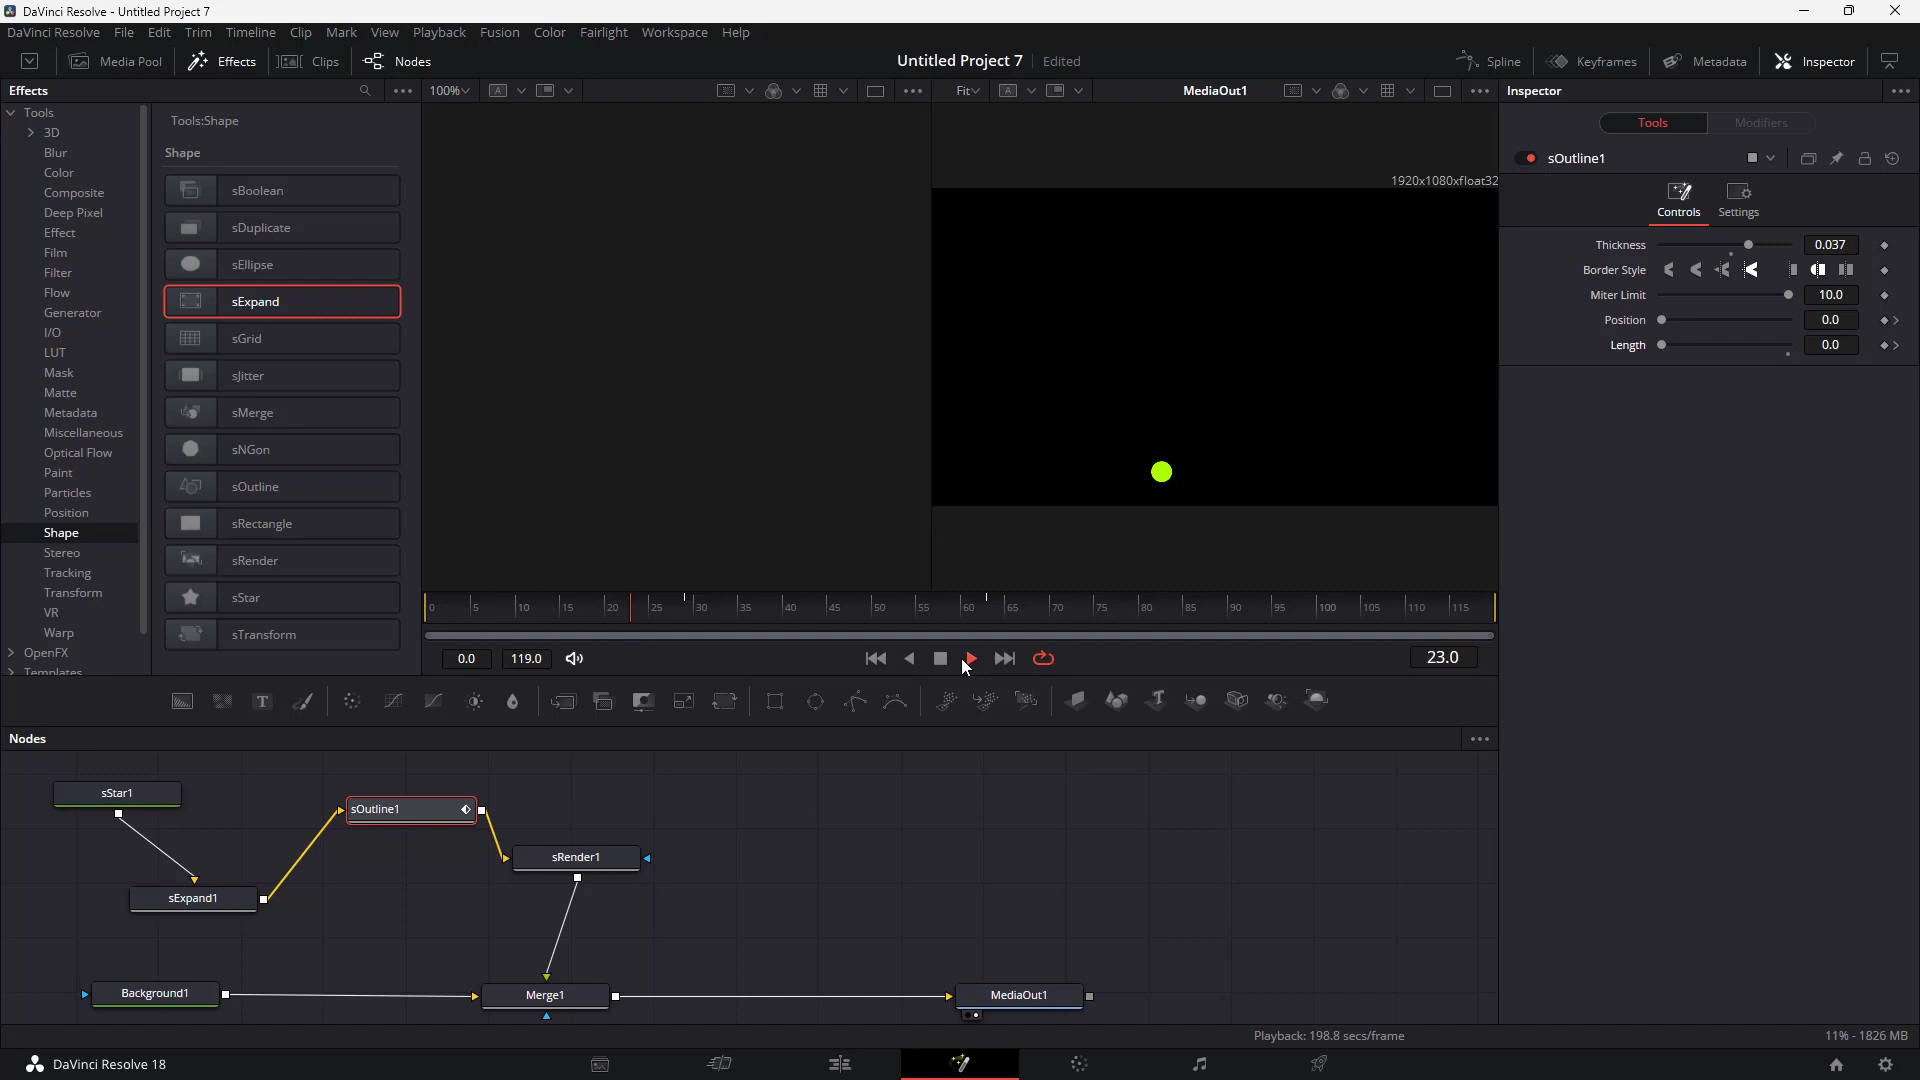 DaVinci Resolve - Untitled Project 7
DaVinci Resolve File Edit Trim Timeline Clip Mark View Playback Fusion Color Fairlight Workspace Help
Media Pool Effects Clips Nodes Untitled Project 7 Edited Spline Keyframes Metadata Inspector
Effects 100% A Fit A MediaOut1 Inspector
Tools
3D
Blur
Color
Composite
Deep Pixel
Effect
Film
Filter
Flow
Generator
I/O
LUT
Mask
Matte
Metadata
Miscellaneous
Optical Flow
Paint
Particles
Position
Shape
Stereo
Tracking
Transform
VR
Warp
OpenFX
Templates
Tools:Shape
Shape
sBoolean
sDuplicate
sEllipse
sExpand
sGrid
sJitter
sMerge
sNGon
sOutline
sRectangle
sRender
sStar
sTransform
1920x1080xfloat32
0 5 10 15 20 25 30 35 40 45 50 55 60 65 70 75 80 85 90 95 100 105 110 115
0.0 119.0 23.0
Tools Modifiers
sOutline1
Controls Settings
Thickness 0.037
Border Style
Miter Limit 10.0
Position 0.0
Length 0.0
T T
Nodes
sStar1
sOutline1
sRender1
sExpand1
Background1
Merge1
MediaOut1
Playback: 198.8 secs/frame 11% - 1826 MB
DaVinci Resolve 18